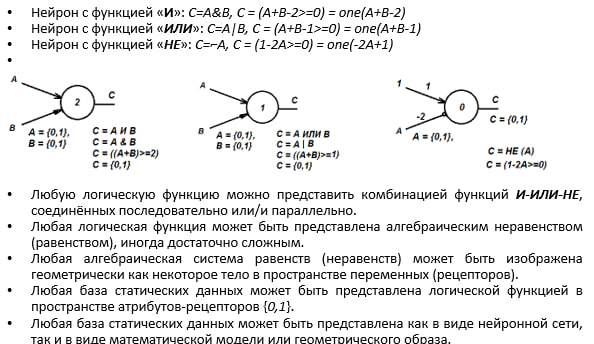 • Нейрон с функцией «И»: C=A&B, C = (A+B-2>=0) = one(A+B-2)
• Нейрон с функцией «ИЛИ»: C=A|B, C = (A+B-1>=0) = one(A+B-1)
• Нейрон с функцией «НЕ»: C=¬A, C = (1-2A>=0) = one(-2A+1)
•
A
2
C
B
A = {0,1},
B = {0,1}
C = A И B
C = A & B
C = ((A+B)>=2)
C = {0,1}
A
1
C
B
A = {0,1},
B = {0,1}
C = A ИЛИ B
C = A | B
C = ((A+B)>=1)
C = {0,1}
1
1
0
C
-2
A
A = {0,1},
C = {0,1}
C = НЕ (A)
C = (1-2A>=0)
• Любую логическую функцию можно представить комбинацией функций И-ИЛИ-НЕ,
соединённых последовательно или/и параллельно.
• Любая логическая функция может быть представлена алгебраическим неравенством
(равенством), иногда достаточно сложным.
• Любая алгебраическая система равенств (неравенств) может быть изображена
геометрически как некоторое тело в пространстве переменных (рецепторов).
• Любая база статических данных может быть представлена логической функцией в
пространстве атрибутов-рецепторов {0,1}.
• Любая база статических данных может быть представлена как в виде нейронной сети,
так и в виде математической модели или геометрического образа.